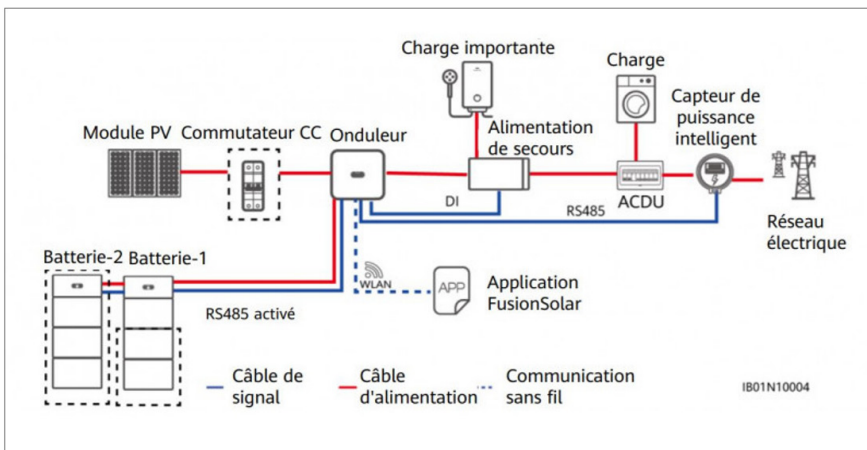 Charge importante
Charge
Capteur de
puissance
intelligent
Module PV
Commutateur CC
Onduleur
Alimentation
de secours
DI
RS485
ACDU
Réseau
électrique
Batterie-2
Batterie-1
WLAN
APP
Application
FusionSolar
RS485 activé
Câble de
signal
Câble
d'alimentation
Communication
sans fil
IB01N10004